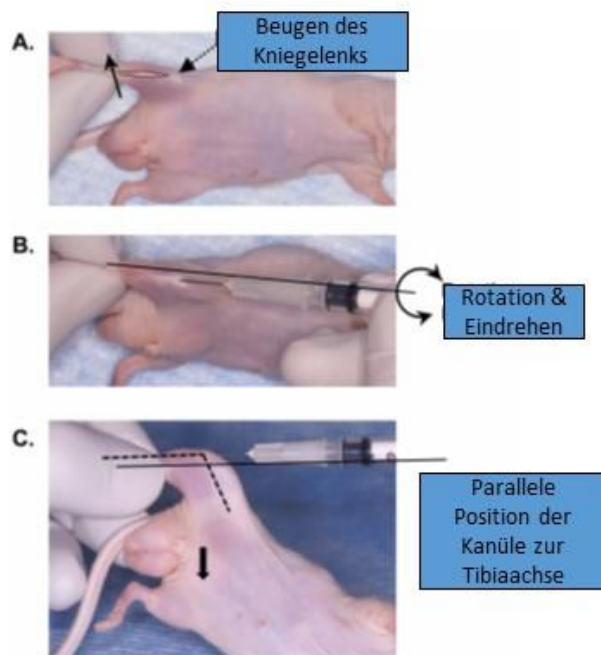 A.
Beugen des
Kniegelenks
B.
Rotation &
Eindrehen
C.
Parallele
Position der
Kanüle zur
Tibiaachse